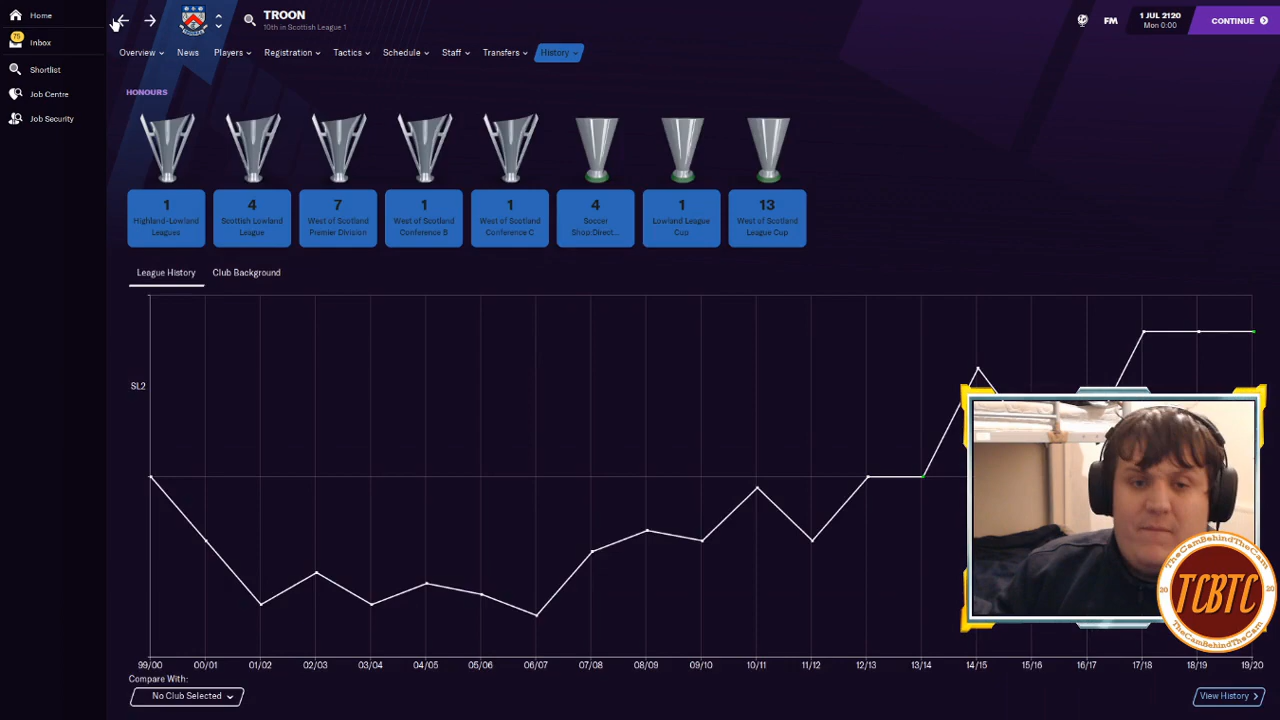 Home
75
Inbox
Shortlist
Job Centre
Job Security
TROON
10th in Scottish League 1
FM
1 JUL 2120
Mon 0:00
CONTINUE
Overview
News
Players
Registration
Tactics
Schedule
Staff
Transfers
History
HONOURS
1
Highland-Lowland
Leagues
4
Scottish Lowland
League
7
West of Scotland
Premier Division
1
West of Scotland
Conference B
1
West of Scotland
Conference C
4
Soccer
Shop:Direct...
1
Lowland League
Cup
13
West of Scotland
League Cup
League History
Club Background
SL2
99/00 00/01 01/02 02/03 03/04 04/05 05/06 06/07 07/08 08/09 09/10 10/11 11/12 12/13 13/14 14/15 15/16 16/17 17/18 18/19 19/20
Compare With:
No Club Selected
View History
TheCamBehindTheCam
20 TCBTC 20
TheCamBehindTheCam